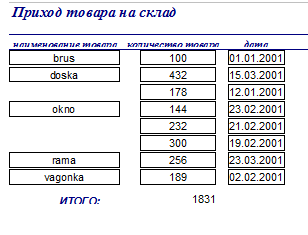 Приход товара на склад
наименование товара количество товара дата
brus 100 01.01.2001
doska 432 15.03.2001
178 12.01.2001
okno 144 23.02.2001
232 21.02.2001
300 19.02.2001
rama 256 23.03.2001
vagonka 189 02.02.2001
ИТОГО: 1831